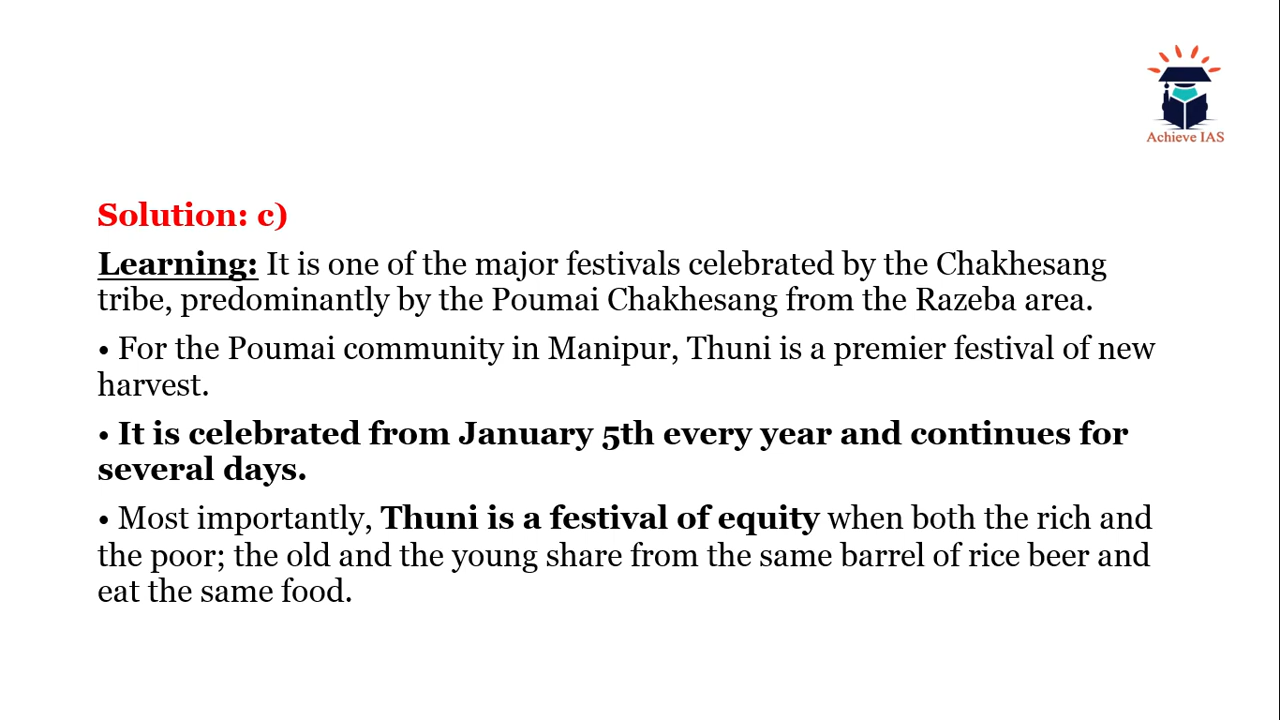 Achieve IAS
Solution: c)
Learning: It is one of the major festivals celebrated by the Chakhesang
tribe, predominantly by the Poumai Chakhesang from the Razeba area.
• For the Poumai community in Manipur, Thuni is a premier festival of new
harvest.
• It is celebrated from January 5th every year and continues for
several days.
• Most importantly, Thuni is a festival of equity when both the rich and
the poor; the old and the young share from the same barrel of rice beer and
eat the same food.